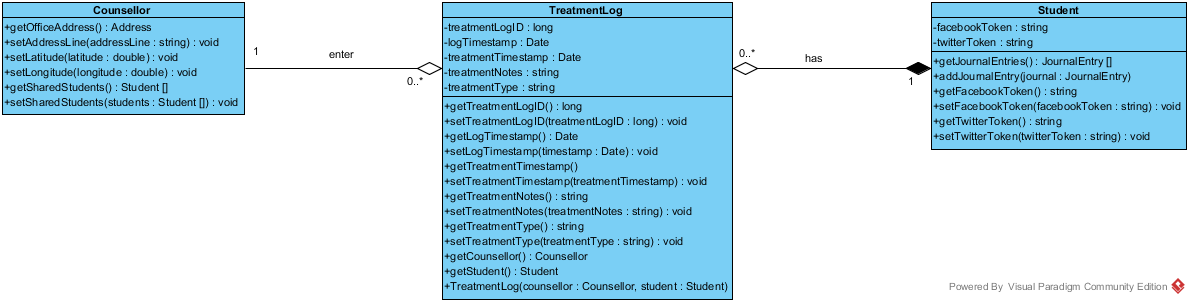 Counsellor
+getOfficeAddress() : Address
+setAddressLine(addressLine : string) : void
+setLatitude(latitude : double) : void
+setLongitude(longitude : double) : void
+getSharedStudents() : Student []
+setSharedStudents(students : Student []) : void
1
enter
0..*
TreatmentLog
-treatmentLogID : long
-logTimestamp : Date
-treatmentTimestamp : Date
-treatmentNotes : string
-treatmentType : string
+getTreatmentLogID() : long
+setTreatmentLogID(treatmentLogID : long) : void
+getLogTimestamp() : Date
+setLogTimestamp(timestamp : Date) : void
+getTreatmentTimestamp()
+setTreatmentTimestamp(treatmentTimestamp) : void
+getTreatmentNotes() : string
+setTreatmentNotes(treatmentNotes : string) : void
+getTreatmentType() : string
+setTreatmentType(treatmentType : string) : void
+getCounsellor() : Counsellor
+getStudent() : Student
+TreatmentLog(counsellor : Counsellor, student : Student)
0..*
has
1
Student
-facebookToken : string
-twitterToken : string
+getJournalEntries() : JournalEntry []
+addJournalEntry(journal : JournalEntry)
+getFacebookToken() : string
+setFacebookToken(facebookToken : string) : void
+getTwitterToken() : string
+setTwitterToken(twitterToken : string) : void
Powered By Visual Paradigm Community Edition